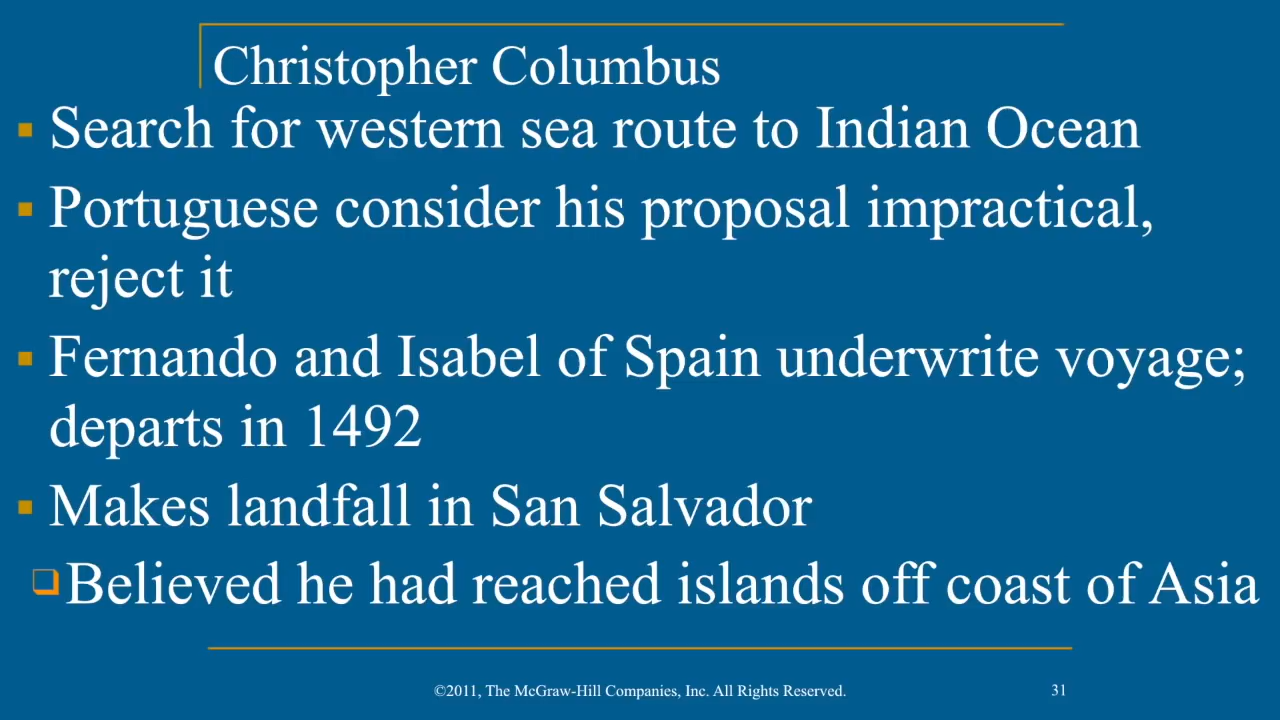 Christopher Columbus
▪ Search for western sea route to Indian Ocean
▪ Portuguese consider his proposal impractical,
reject it
▪ Fernando and Isabel of Spain underwrite voyage;
departs in 1492
▪ Makes landfall in San Salvador
❑ Believed he had reached islands off coast of Asia
©2011, The McGraw-Hill Companies, Inc. All Rights Reserved.
31